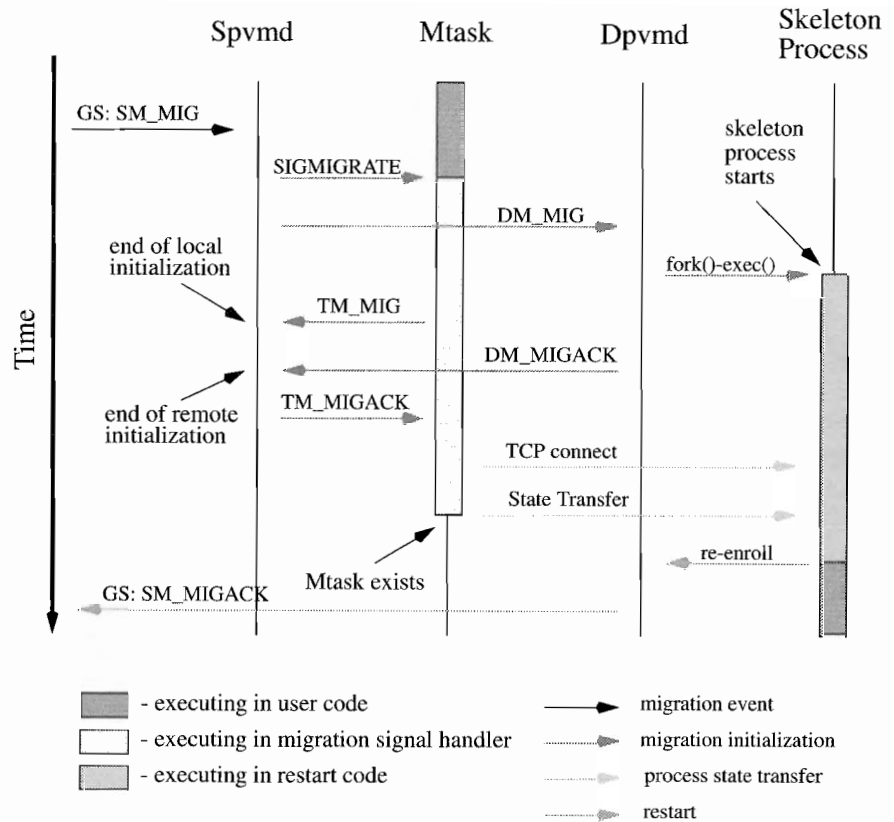 Spvmd
Mtask
Dpvmd
Skeleton
Process
GS: SM_MIG
skeleton
process
starts
SIGMIGRATE
DM_MIG
end of local
initialization
fork()-exec()
TM_MIG
Time
DM_MIGACK
end of remote
initialization
TM_MIGACK
TCP connect
State Transfer
re-enroll
Mtask exists
GS: SM_MIGACK
- executing in user code
- executing in migration signal handler
- executing in restart code
migration event
migration initialization
process state transfer
restart